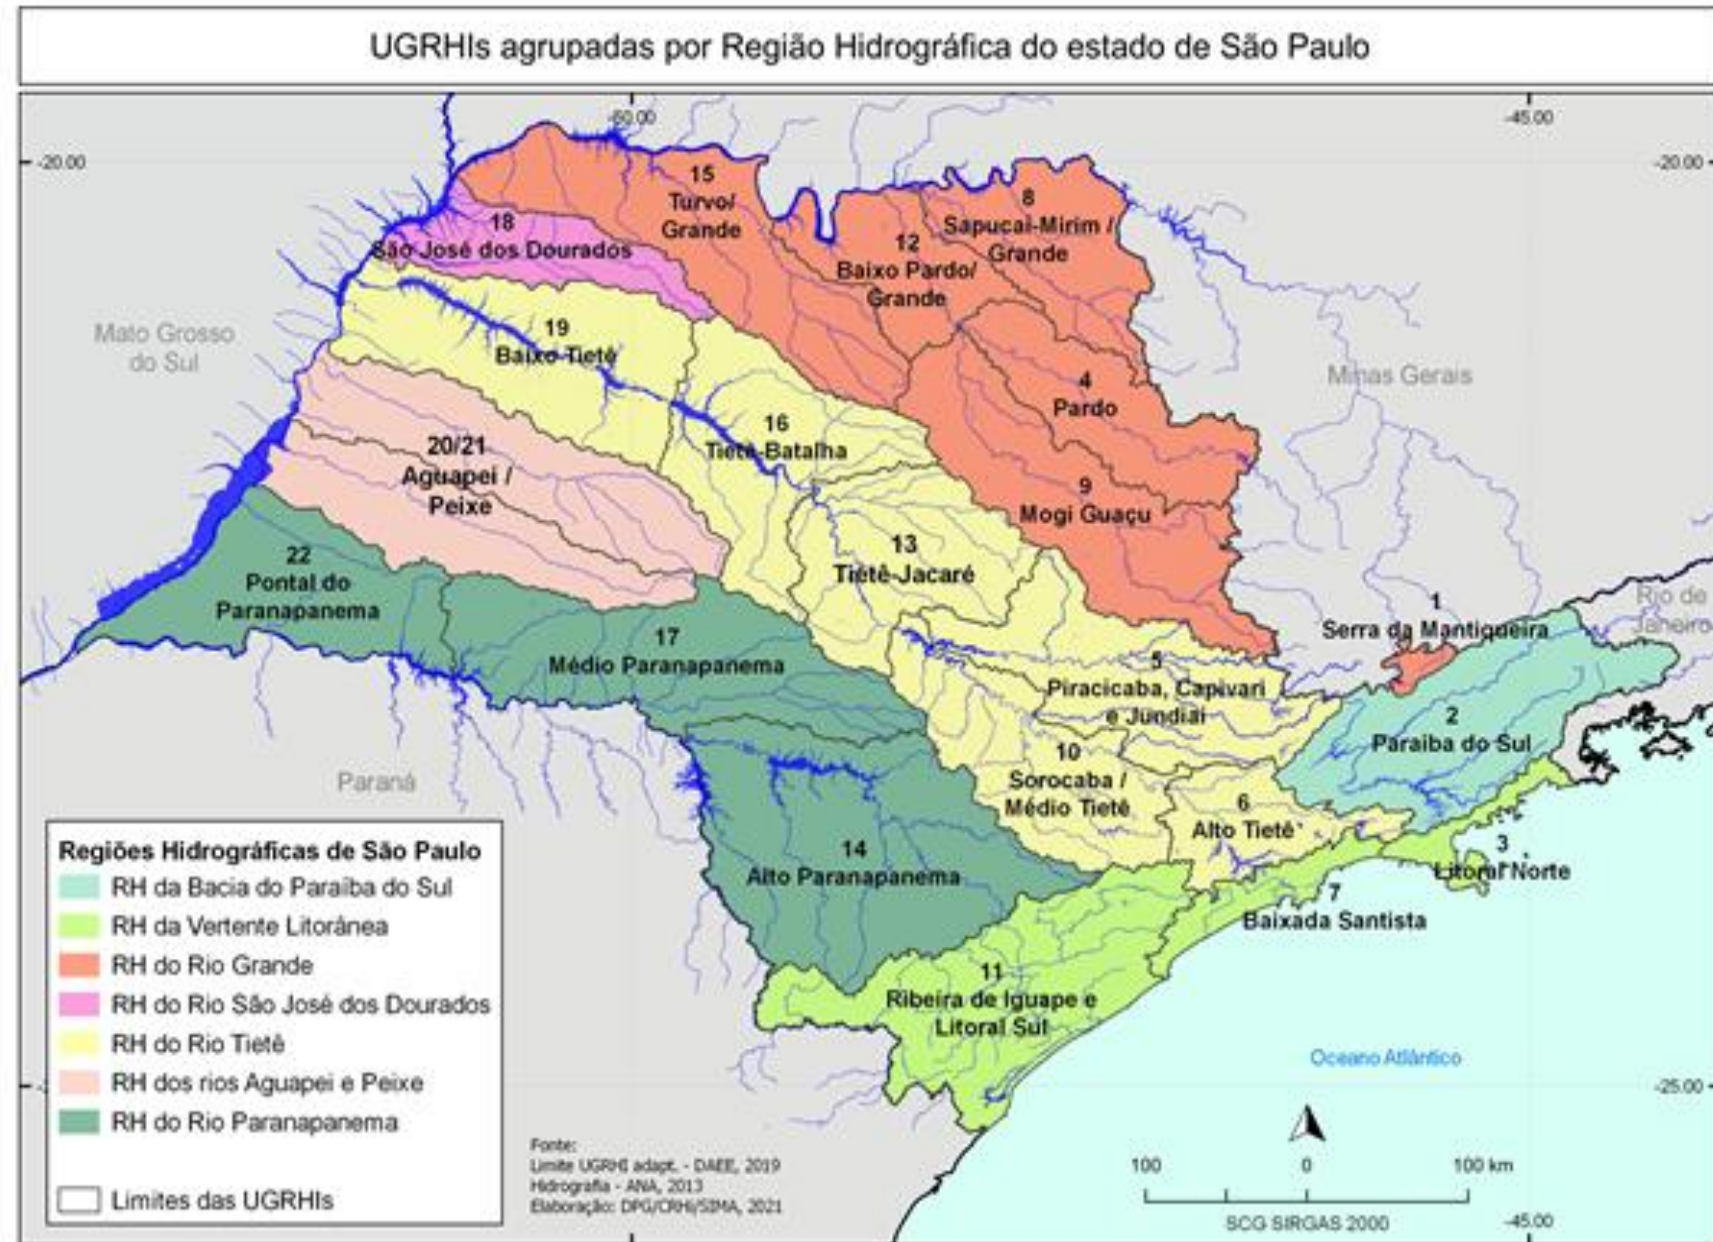 UGRHIs agrupadas por Região Hidrográfica do estado de São Paulo
-50.00
-45.00
-20.00
-20.00
15
Turvo/
Grande
8
Sapucaí-Mirim /
Grande
18
São José dos Dourados
12
Baixo Pardo/
Grande
Mato Grosso
do Sul
19
Baixo Tietê
Minas Gerais
4
Pardo
16
Tietê-Batalha
20/21
Aguapeí /
Peixe
9
Mogi Guaçu
22
Pontal do
Paranapanema
13
Tietê-Jacaré
1
Serra da Mantiqueira
Rio de
Janeiro
17
Médio Paranapanema
5
Piracicaba, Capivari
e Jundiaí
2
Paraíba do Sul
Paraná
10
Sorocaba /
Médio Tietê
6
Alto Tietê
14
Alto Paranapanema
3
Litoral Norte
7
Baixada Santista
11
Ribeira de Iguape e
Litoral Sul
Regiões Hidrográficas de São Paulo
RH da Bacia do Paraíba do Sul
RH da Vertente Litorânea
RH do Rio Grande
RH do Rio São José dos Dourados
RH do Rio Tietê
RH dos rios Aguapeí e Peixe
RH do Rio Paranapanema
Limites das UGRHIs
Oceano Atlântico
-25.00
Fonte:
Limite UGRHI adapt. - DAEE, 2019
Hidrografia - ANA, 2013
Elaboração: DPG/CRHi/SIMA, 2021
100 0 100 km
SCG SIRGAS 2000
-45.00